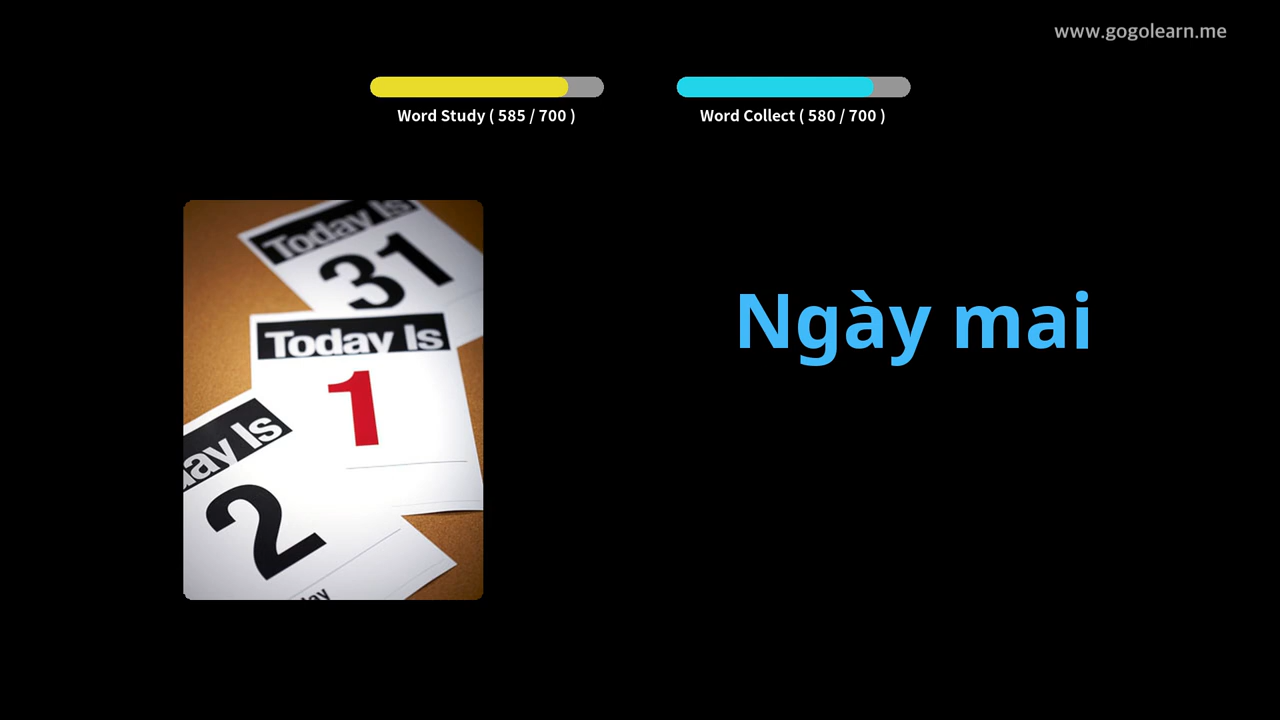 www.gogolearn.me
Word Study ( 585 / 700 )
Word Collect ( 580 / 700 )
Today Is
31
Today Is
1
ay Is
2
Ngày mai